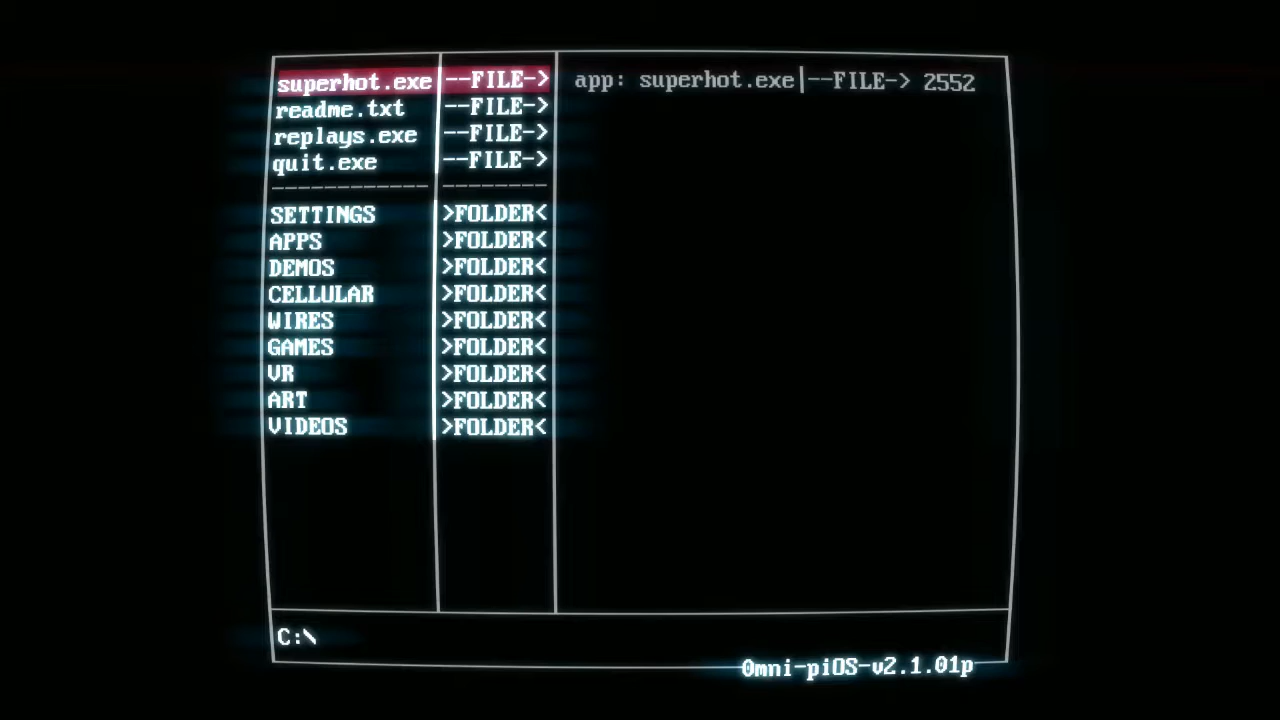 superhot.exe|--FILE-> app: superhot.exe|--FILE-> 2552
readme.txt |--FILE->
replays.exe |--FILE->
quit.exe |--FILE->
------------ --------
SETTINGS >FOLDER<
APPS >FOLDER<
DEMOS >FOLDER<
CELLULAR >FOLDER<
WIRES >FOLDER<
GAMES >FOLDER<
VR >FOLDER<
ART >FOLDER<
VIDEOS >FOLDER<
C:\
0mni-piOS-v2.1.01p